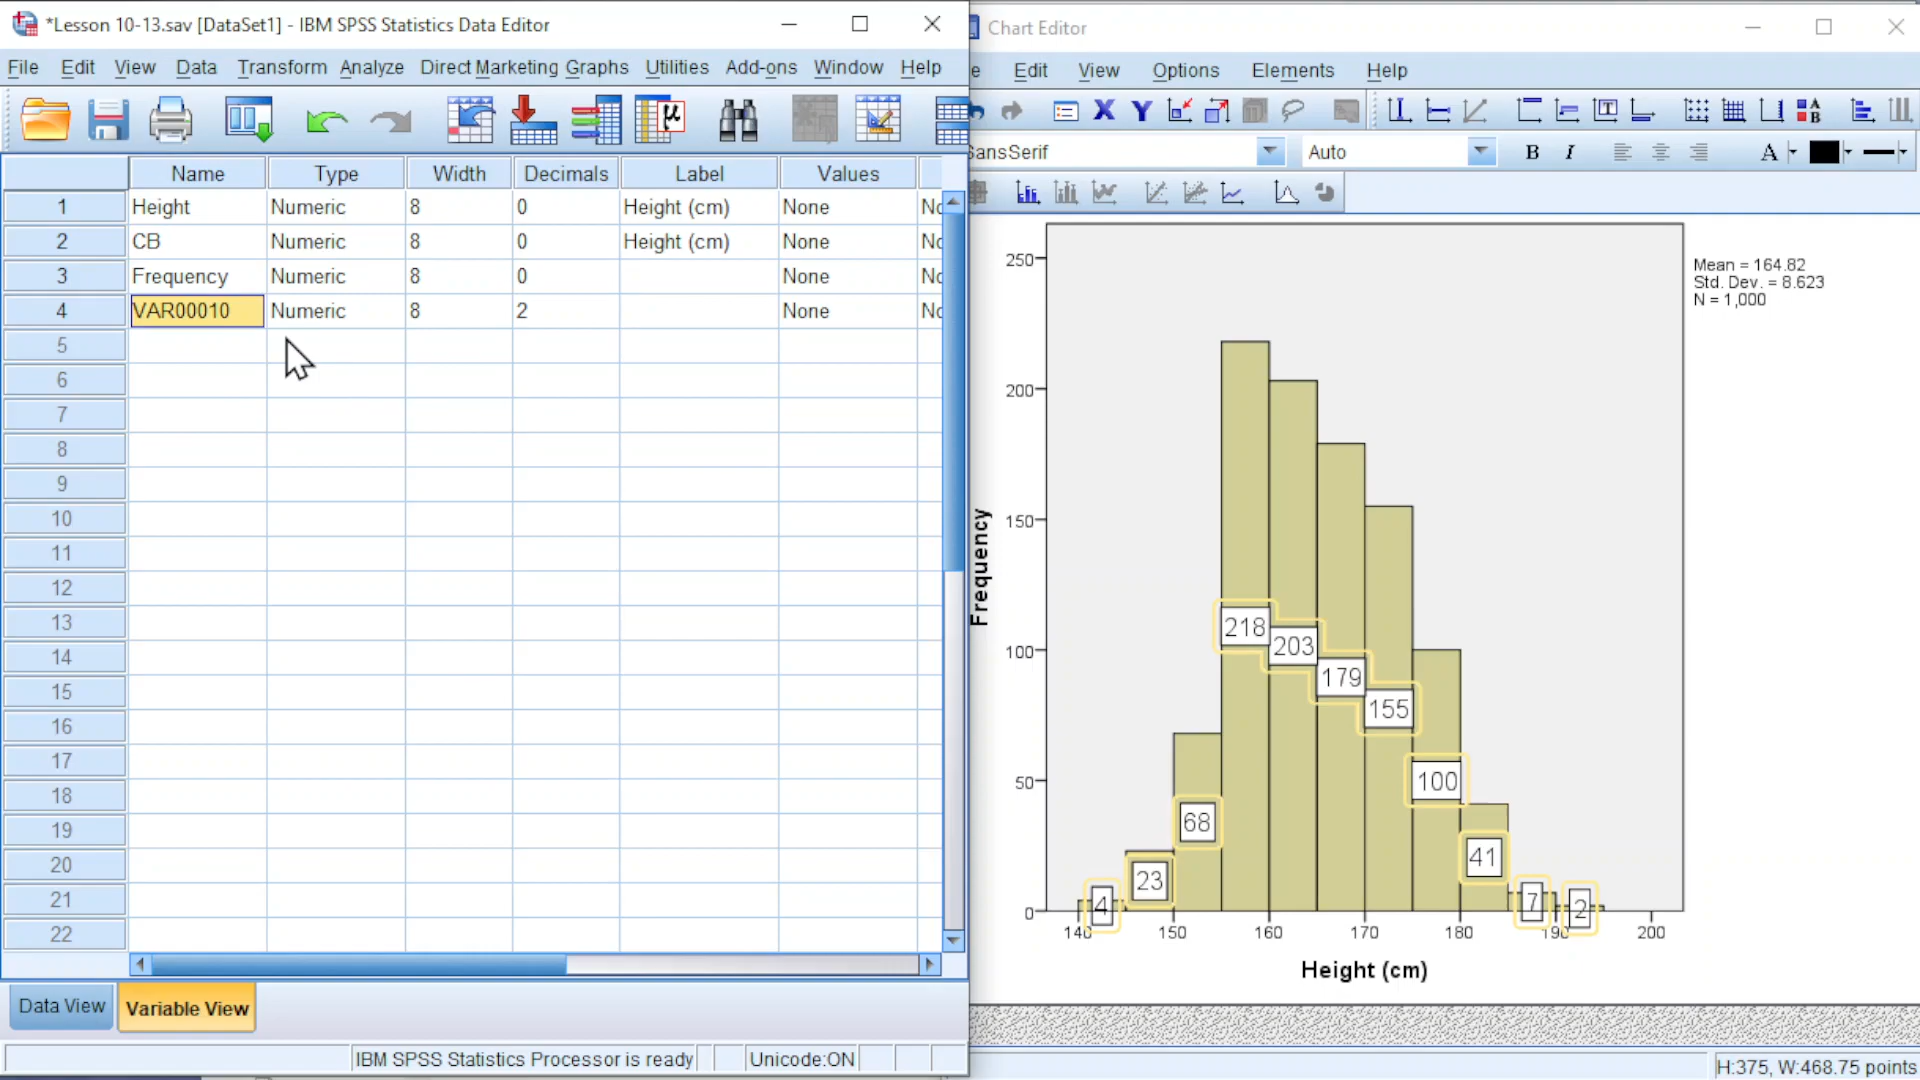 *Lesson 10-13.sav [DataSet1] - IBM SPSS Statistics Data Editor
File Edit View Data Transform Analyze Direct Marketing Graphs Utilities Add-ons Window Help
Name Type Width Decimals Label Values
1 Height Numeric 8 0 Height (cm) None
2 CB Numeric 8 0 Height (cm) None
3 Frequency Numeric 8 0 None
4 VAR00010 Numeric 8 2 None
5
6
7
8
9
10
11
12
13
14
15
16
17
18
19
20
21
22
Data View Variable View
IBM SPSS Statistics Processor is ready Unicode:ON
Chart Editor
Edit View Options Elements Help
X Y
SansSerif Auto B I A
Mean = 164.82
Std. Dev. = 8.623
N = 1,000
250
200
150
100
50
0
Frequency
218
203
179
155
100
68
41
23
4
7
2
140 150 160 170 180 190 200
Height (cm)
H:375, W:468.75 points